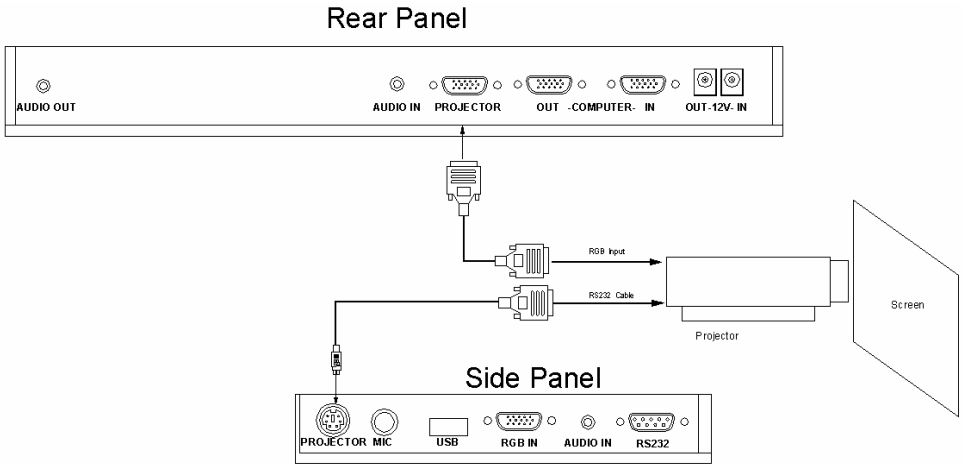 Rear Panel
AUDIO OUT
AUDIO IN PROJECTOR OUT -COMPUTER- IN OUT-12V- IN
RGB Input
RS232 Cable
Screen
Projector
Side Panel
PROJECTOR MIC USB RGB IN AUDIO IN RS232